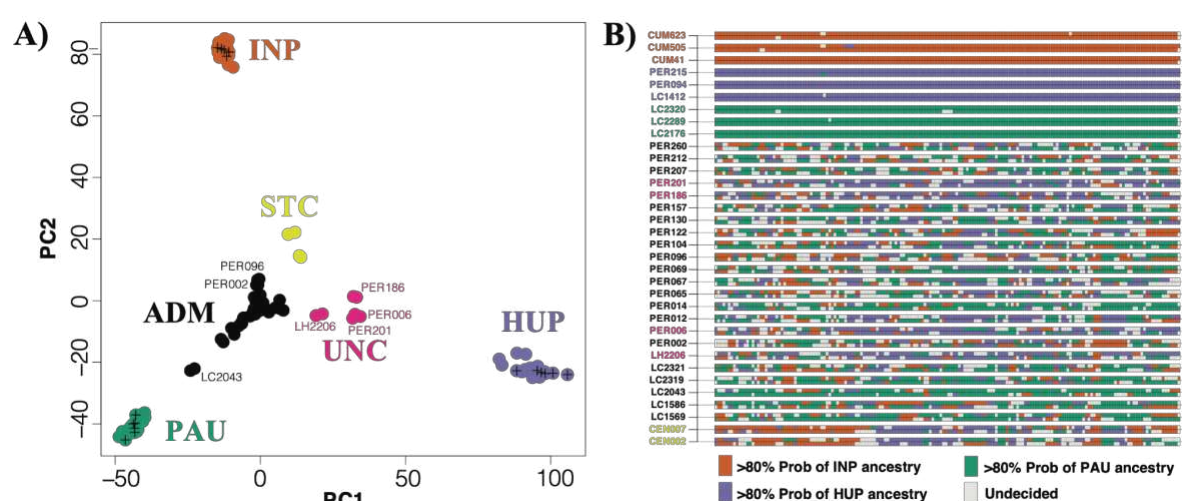 A)
80
60
40
20
0
−20
−40
PC2
−50
0
50
100
PC1
INP
STC
PER096
PER002
ADM
PER186
PER006
LH2206
PER201
UNC
HUP
LC2043
PAU
B)
CUM623
CUM505
CUM41
PER215
PER094
LC1412
LC2320
LC2289
LC2176
PER260
PER212
PER207
PER201
PER186
PER157
PER130
PER122
PER104
PER096
PER069
PER067
PER065
PER014
PER012
PER006
PER002
LH2206
LC2321
LC2319
LC2043
LC1586
LC1569
CEN007
CEN002
>80% Prob of INP ancestry
>80% Prob of PAU ancestry
>80% Prob of HUP ancestry
Undecided